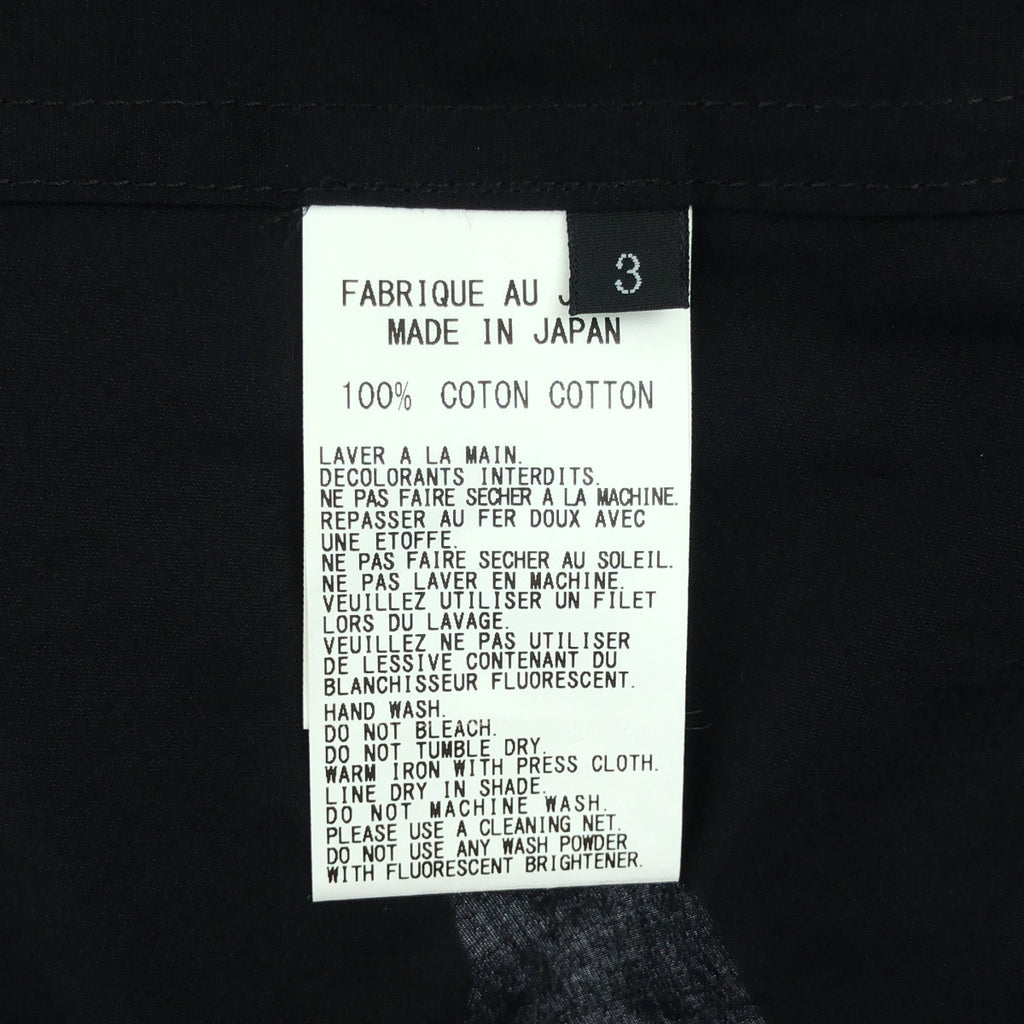 3
FABRIQUE AU
MADE IN JAPAN
100% COTON COTTON
LAVER A LA MAIN.
DECOLORANTS INTERDITS.
NE PAS FAIRE SECHER A LA MACHINE.
REPASSER AU FER DOUX AVEC
UNE ETOFFE.
NE PAS FAIRE SECHER AU SOLEIL.
NE PAS LAVER EN MACHINE.
VEUILLEZ UTILISER UN FILET
LORS DU LAVAGE.
VEUILLEZ NE PAS UTILISER
DE LESSIVE CONTENANT DU
BLANCHISSEUR FLUORESCENT.
HAND WASH.
DO NOT BLEACH.
DO NOT TUMBLE DRY.
WARM IRON WITH PRESS CLOTH.
LINE DRY IN SHADE.
DO NOT MACHINE WASH.
PLEASE USE A CLEANING NET.
DO NOT USE ANY WASH POWDER
WITH FLUORESCENT BRIGHTENER.